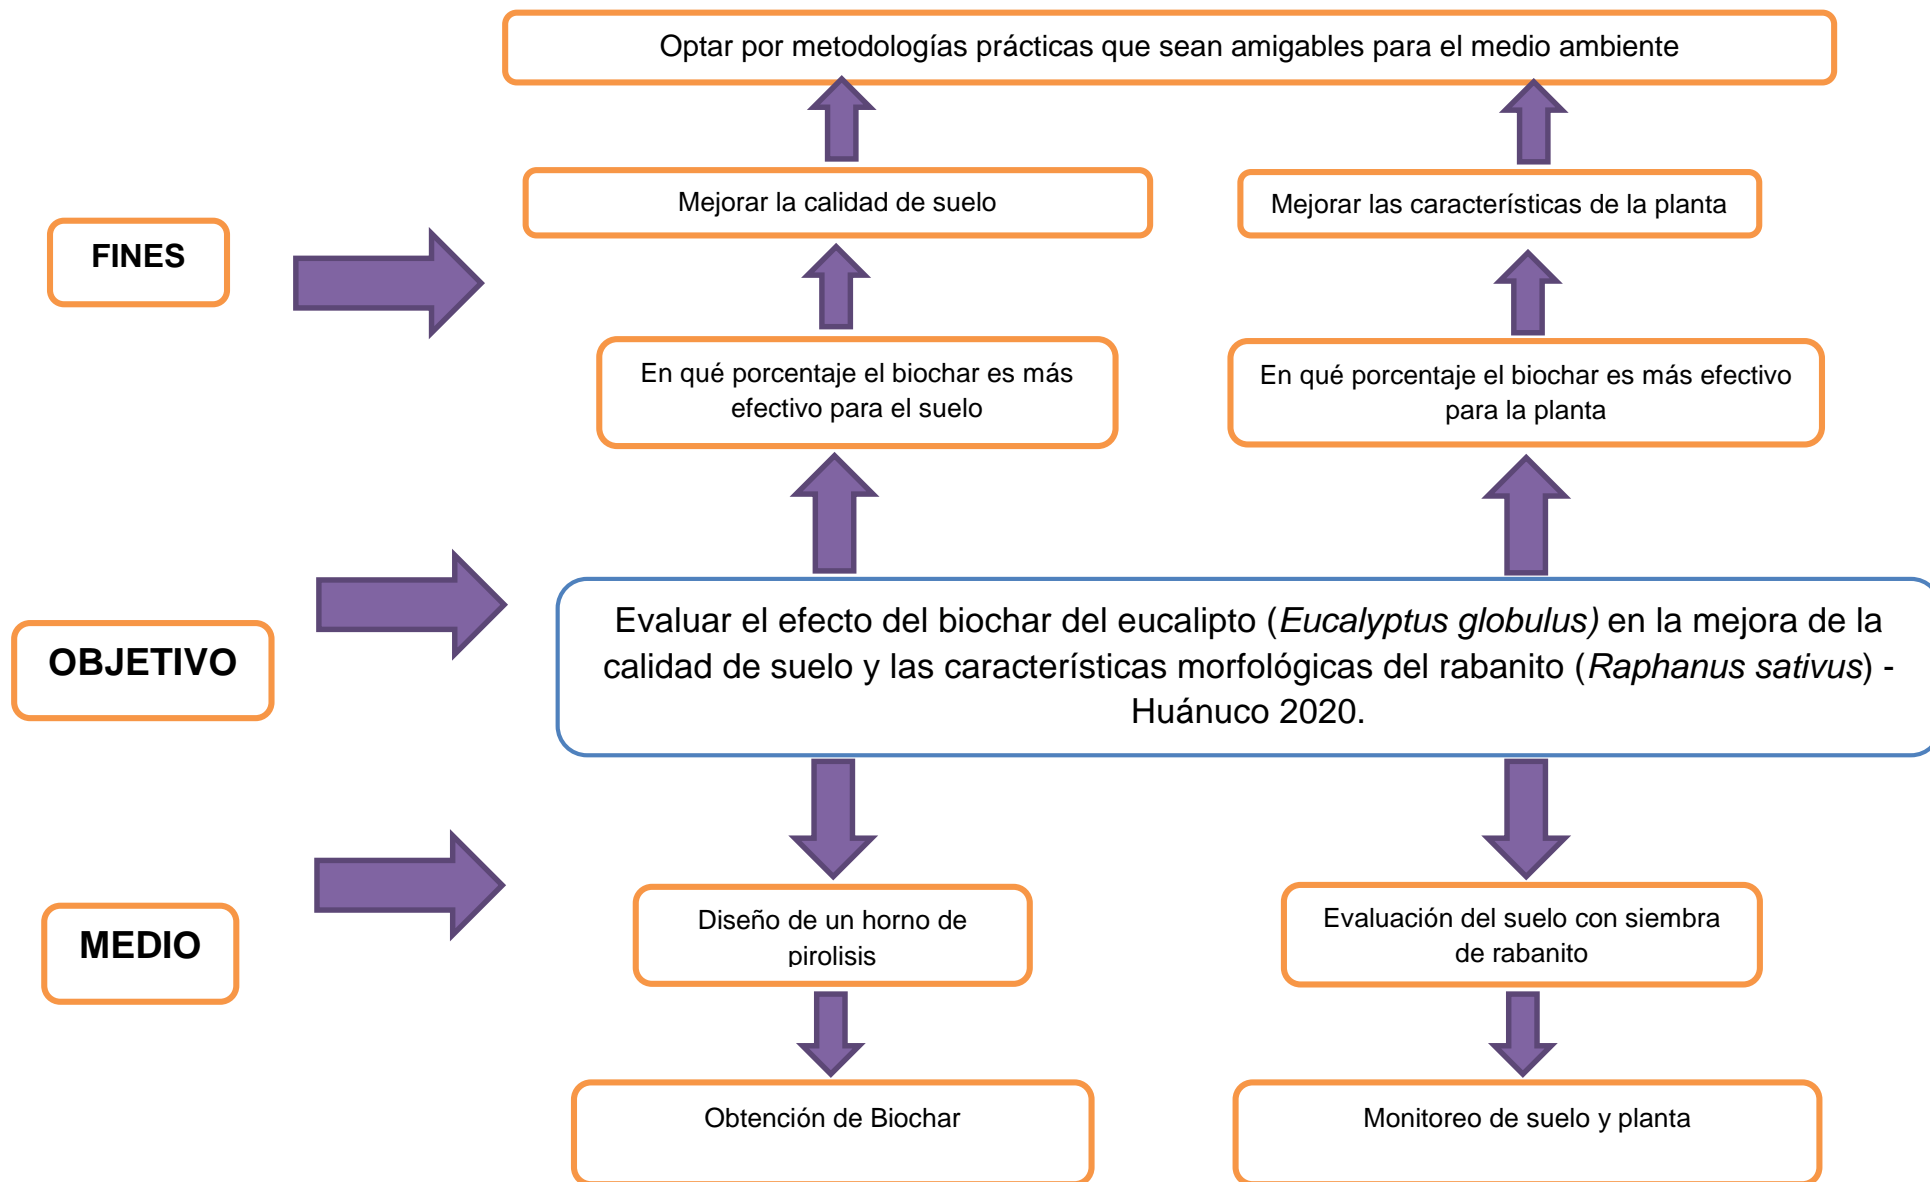 Optar por metodologías prácticas que sean amigables para el medio ambiente
Mejorar la calidad de suelo
Mejorar las características de la planta
FINES
En qué porcentaje el biochar es más
efectivo para el suelo
En qué porcentaje el biochar es más efectivo
para la planta
OBJETIVO
Evaluar el efecto del biochar del eucalipto (Eucalyptus globulus) en la mejora de la
calidad de suelo y las características morfológicas del rabanito (Raphanus sativus) -
Huánuco 2020.
MEDIO
Diseño de un horno de
pirolisis
Evaluación del suelo con siembra
de rabanito
Obtención de Biochar
Monitoreo de suelo y planta